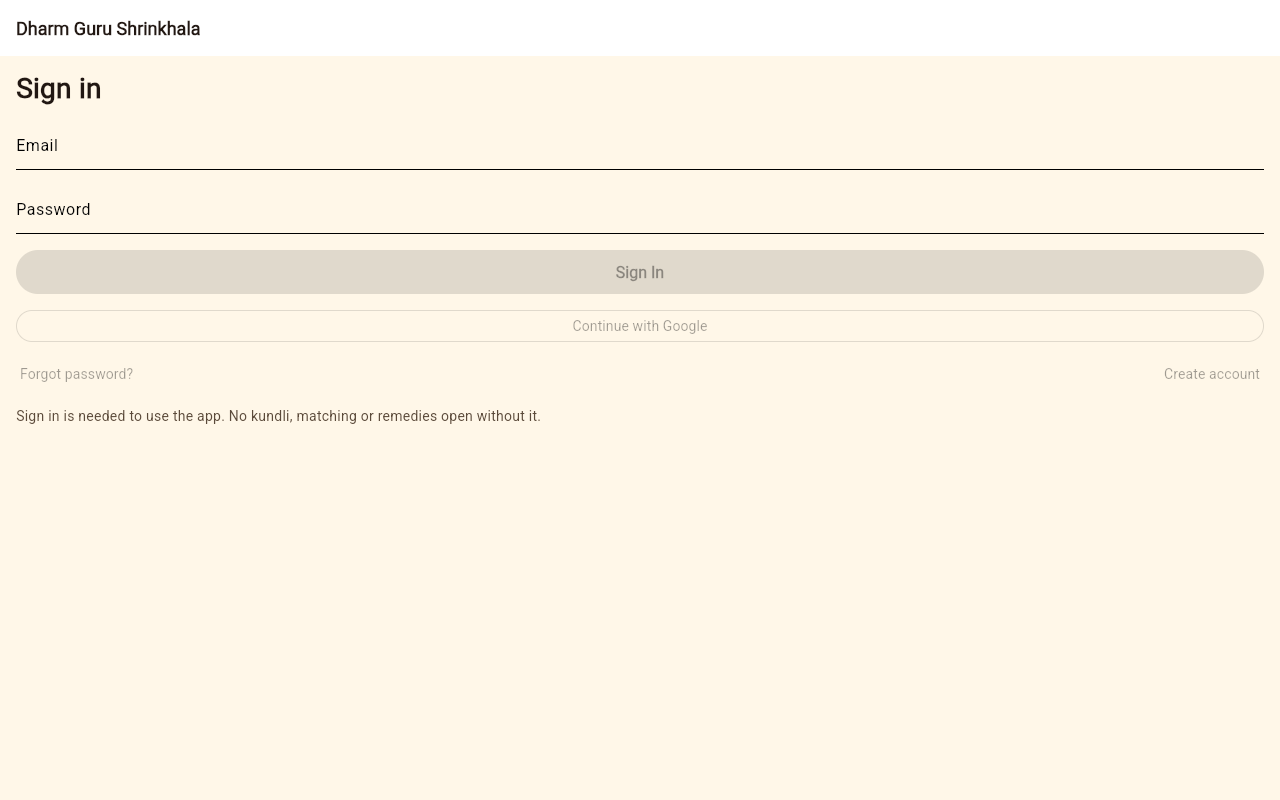 Dharm Guru Shrinkhala
Sign in
Email
Password
Sign In
Continue with Google
Forgot password?
Create account
Sign in is needed to use the app. No kundli, matching or remedies open without it.